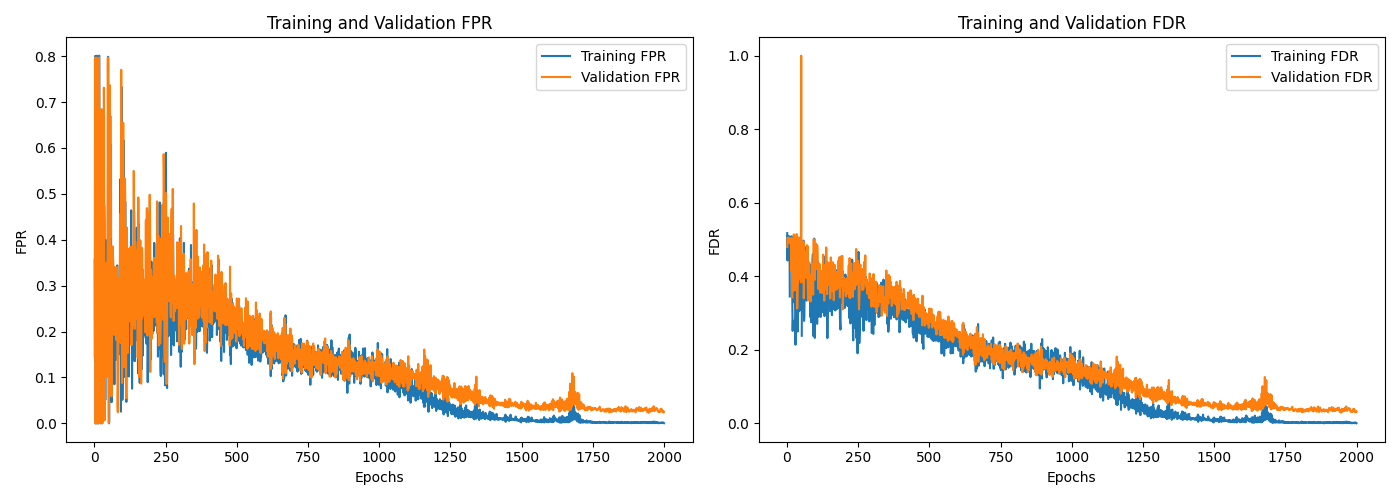 Training and Validation FPR
Training FPR
Validation FPR
FPR
0.8
0.7
0.6
0.5
0.4
0.3
0.2
0.1
0.0
0 250 500 750 1000 1250 1500 1750 2000
Epochs
Training and Validation FDR
Training FDR
Validation FDR
FDR
1.0
0.8
0.6
0.4
0.2
0.0
0 250 500 750 1000 1250 1500 1750 2000
Epochs